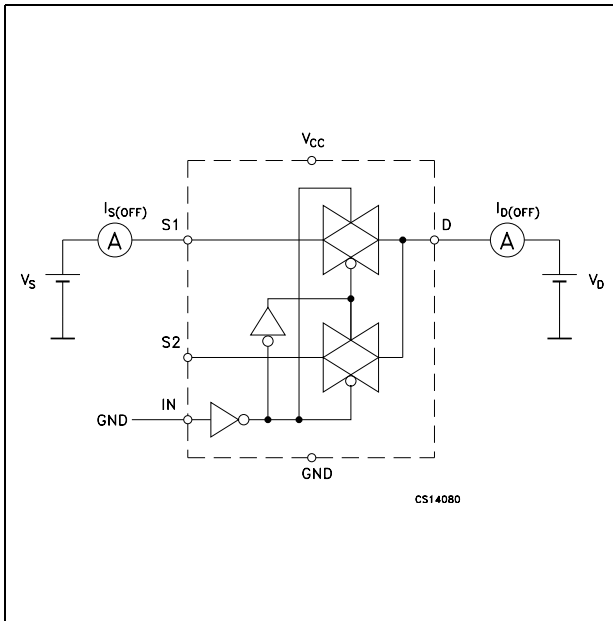 VCC
IS(OFF)
S1
D
ID(OFF)
A
A
VS
VD
S2
IN
GND
GND
CS14080